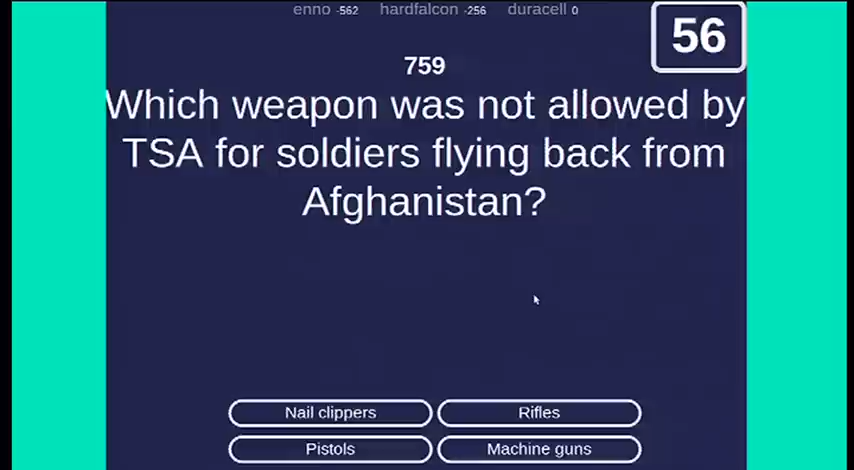 enno -562 hardfalcon -256 duracell 0
56
759
Which weapon was not allowed by
TSA for soldiers flying back from
Afghanistan?
Nail clippers
Rifles
Pistols
Machine guns